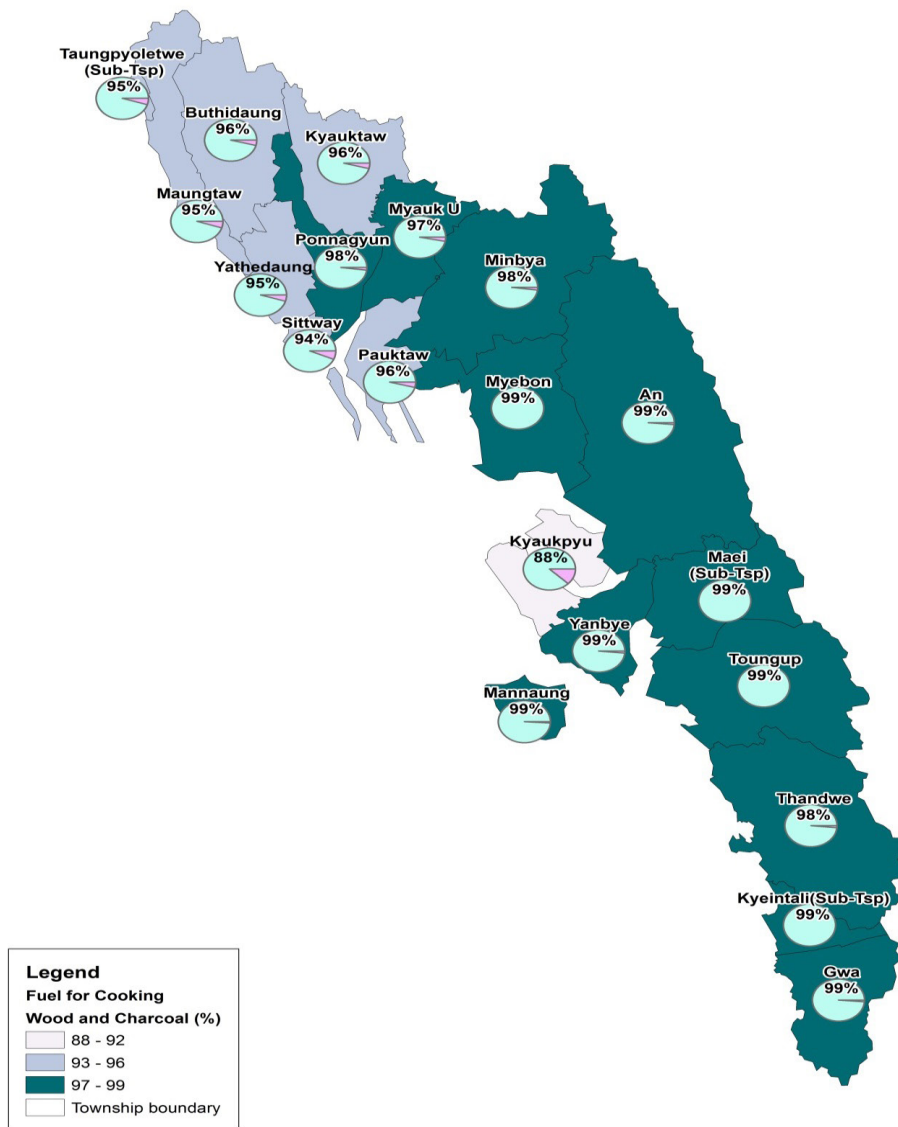 Taungpyoletwe
(Sub-Tsp)
95%
Buthidaung
96%
Kyauktaw
96%
Maungtaw
95%
Myauk U
97%
Ponnagyun
98%
Minbya
98%
Yathedaung
95%
Sittway
94%
Pauktaw
96%
Myebon
99%
An
99%
Kyaukpyu
88%
Maei
(Sub-Tsp)
99%
Yanbye
99%
Toungup
99%
Mannaung
99%
Thandwe
98%
Kyeintali(Sub-Tsp)
99%
Gwa
99%
Legend
Fuel for Cooking
Wood and Charcoal (%)
88 - 92
93 - 96
97 - 99
Township boundary